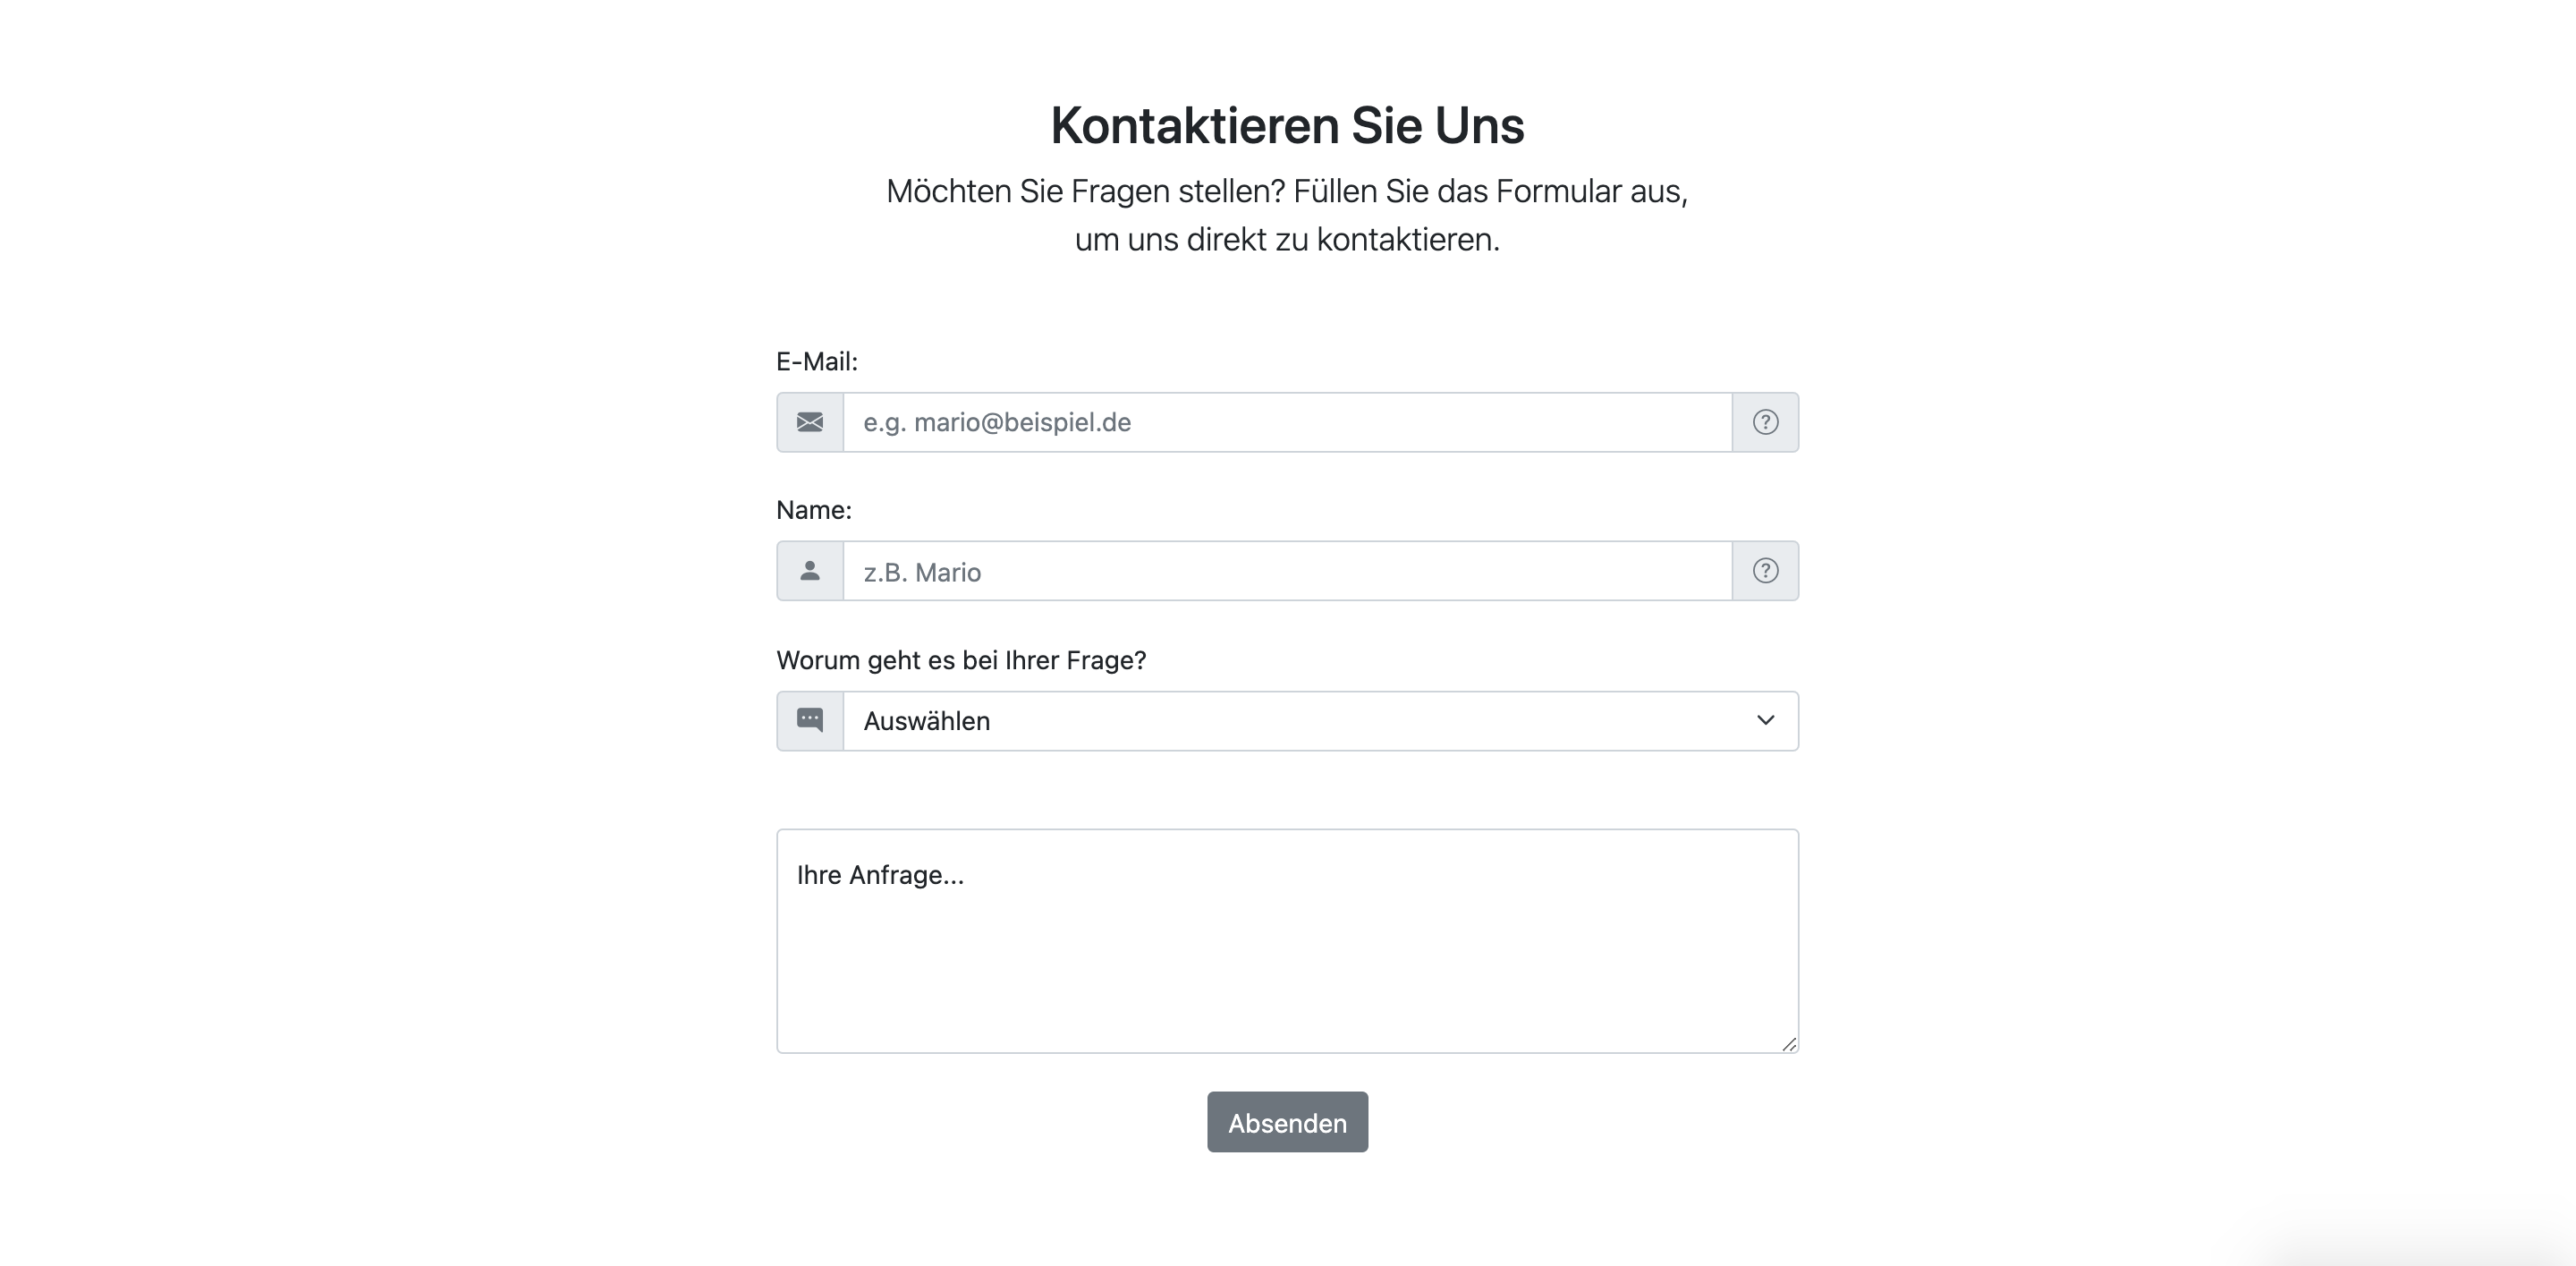 Kontaktieren Sie Uns
Möchten Sie Fragen stellen? Füllen Sie das Formular aus,
um uns direkt zu kontaktieren.
E-Mail:
e.g. mario@beispiel.de
?
Name:
z.B. Mario
?
Worum geht es bei Ihrer Frage?
Auswählen
Ihre Anfrage...
Absenden